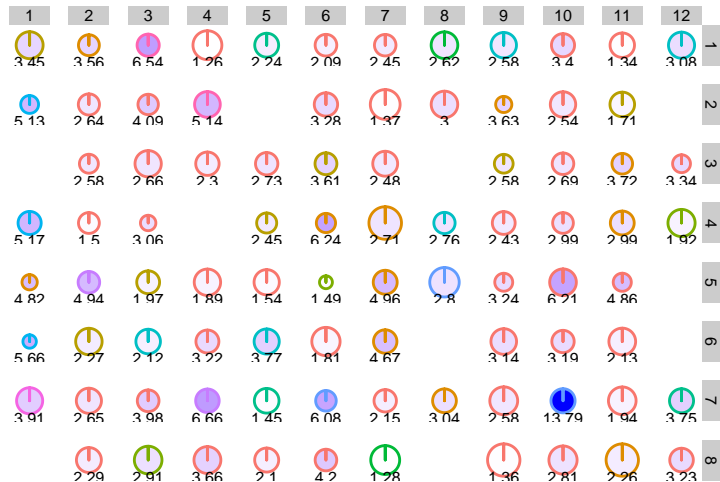 1 2 3 4 5 6 7 8 9 10 11 12
3.45 3.56 6.54 1.26 2.24 2.09 2.45 2.62 2.58 3.4 1.34 3.08 1
5.13 2.64 4.09 5.14 3.28 1.37 3 3.63 2.54 1.71 2
2.58 2.66 2.3 2.73 3.61 2.48 2.58 2.69 3.72 3.34 3
5.17 1.5 3.06 2.45 6.24 2.71 2.76 2.43 2.99 2.99 1.92 4
4.82 4.94 1.97 1.89 1.54 1.49 4.96 2.8 3.24 6.21 4.86 5
5.66 2.27 2.12 3.22 3.77 1.81 4.67 3.14 3.19 2.13 6
3.91 2.65 3.98 6.66 1.45 6.08 2.15 3.04 2.58 13.79 1.94 3.75 7
2.29 2.91 3.66 2.1 4.2 1.28 1.36 2.81 2.26 3.23 8